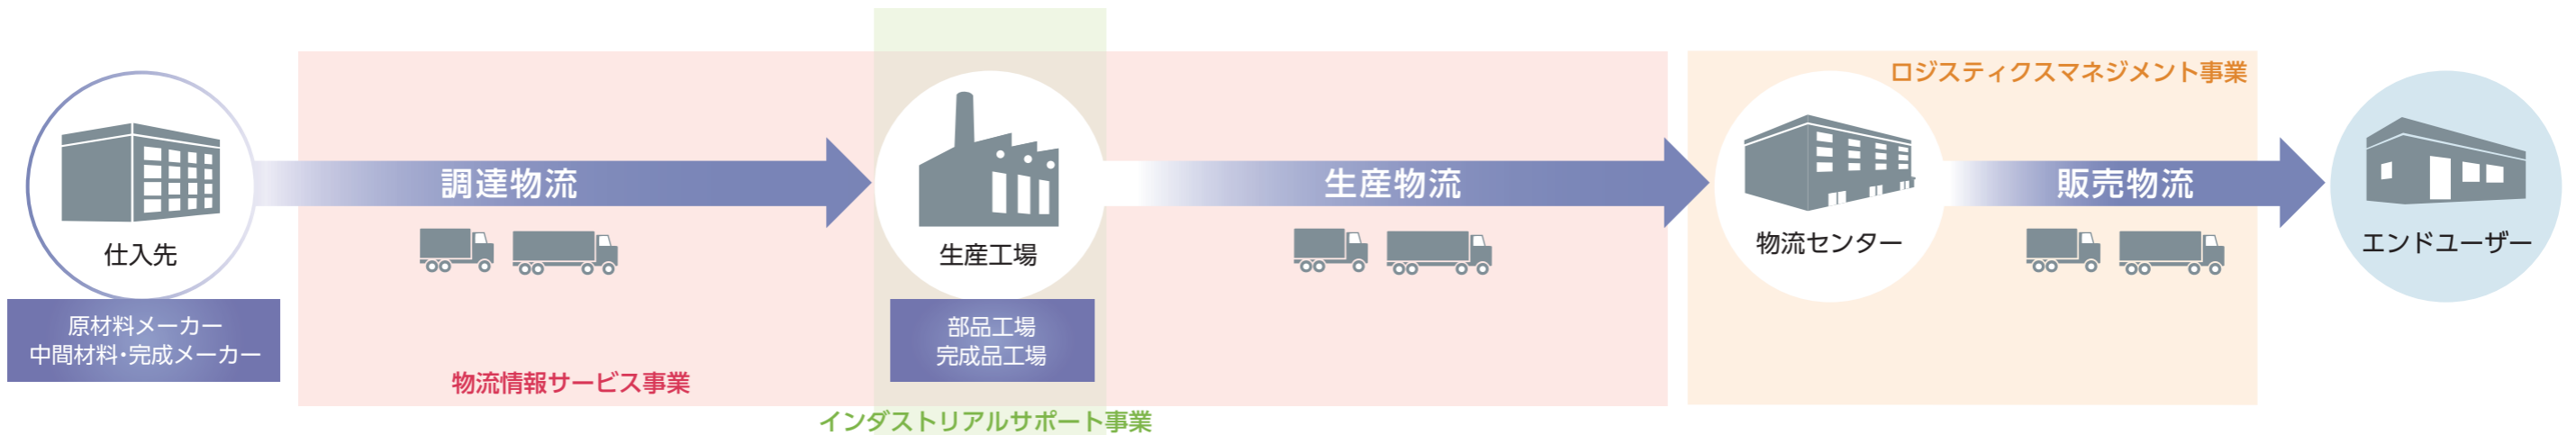 ロジスティクスマネジメント事業
調達物流
生産物流
販売物流
仕入先
生産工場
物流センター
エンドユーザー
原材料メーカー
中間材料・完成メーカー
部品工場
完成品工場
物流情報サービス事業
インダストリアルサポート事業